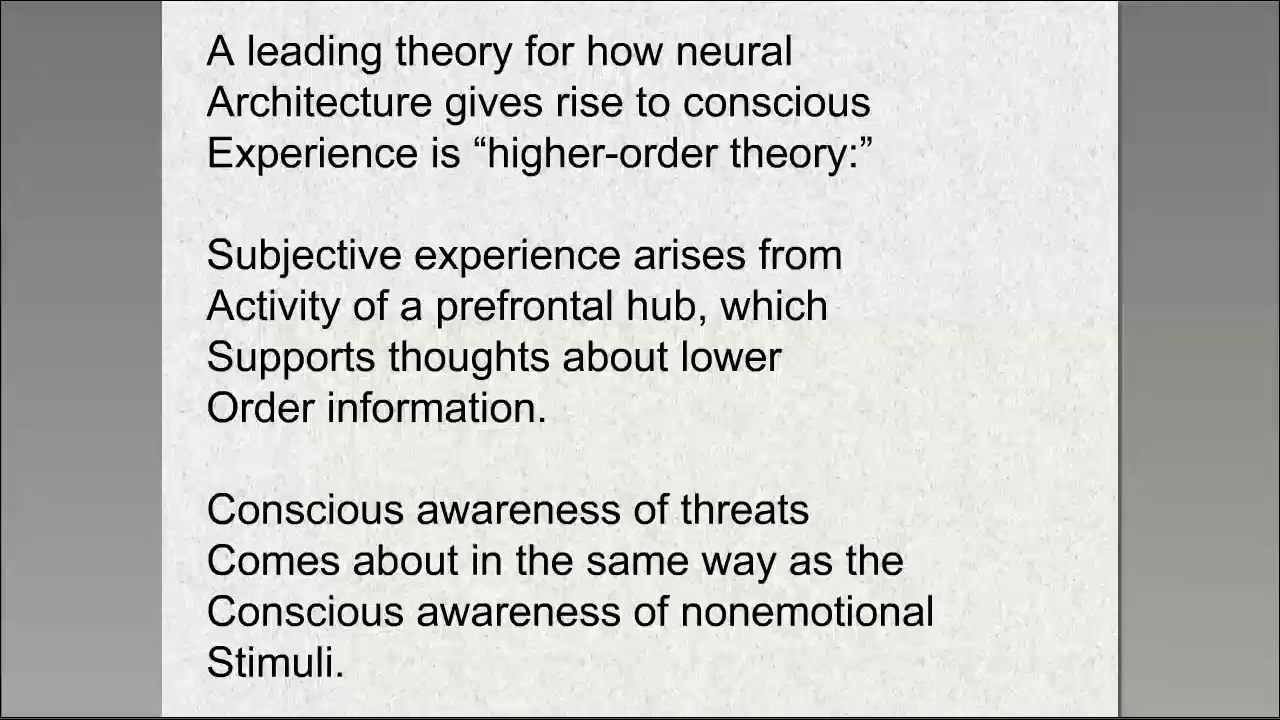 A leading theory for how neural
Architecture gives rise to conscious
Experience is “higher-order theory:”
Subjective experience arises from
Activity of a prefrontal hub, which
Supports thoughts about lower
Order information.
Conscious awareness of threats
Comes about in the same way as the
Conscious awareness of nonemotional
Stimuli.